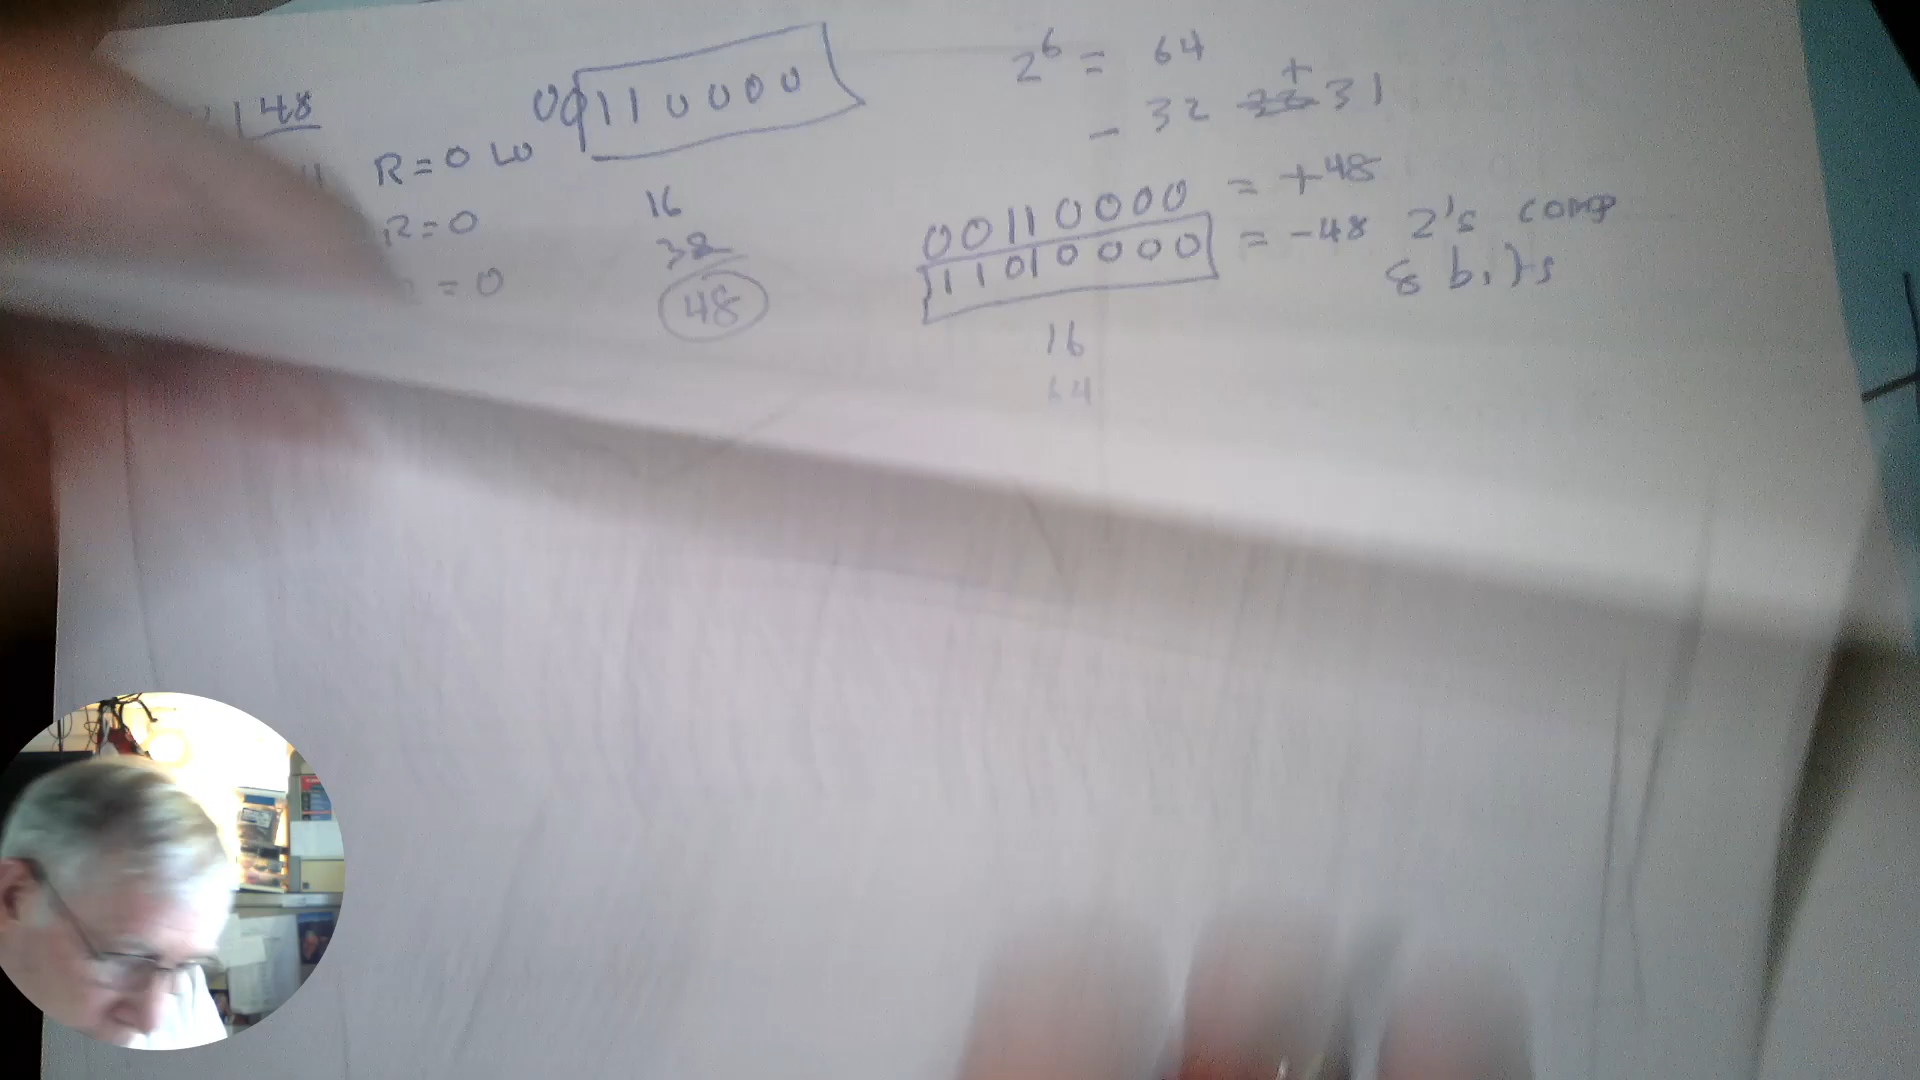 48
R=0 LO
R=0
=0
00110000
16
32
48
2^6 = 64
- 32 + 31
00110000 = +48
11010000 = -48 2's comp
8 bits
16
64